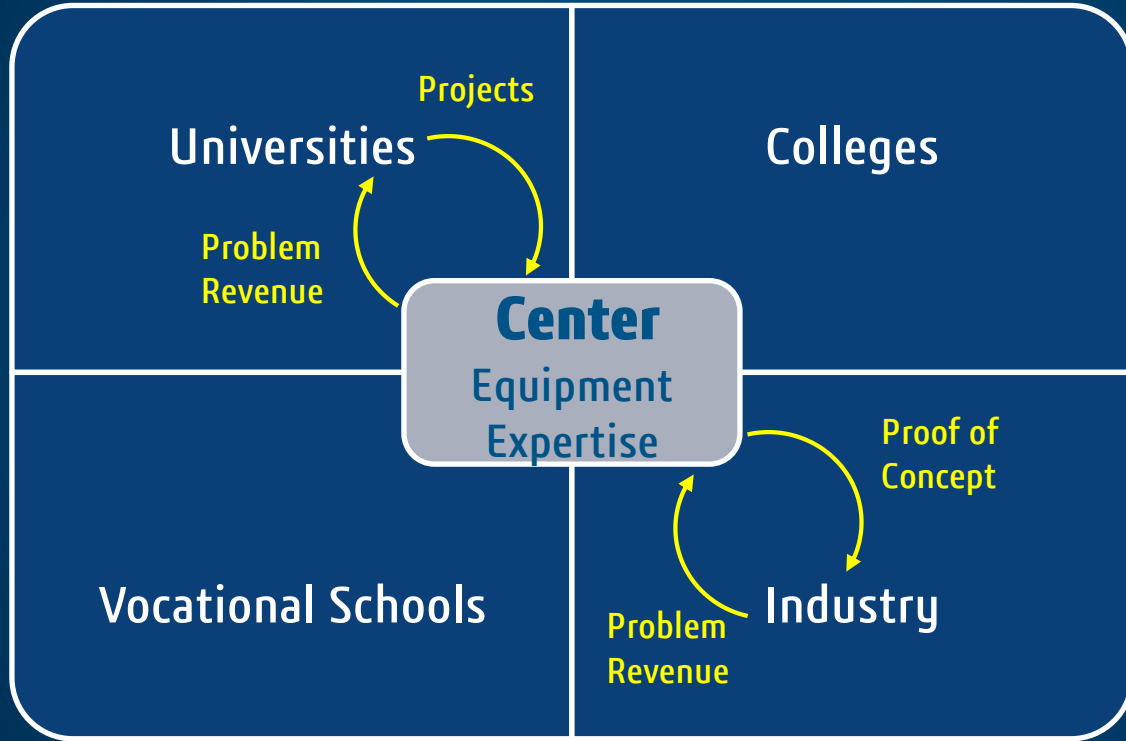 Projects
Universities
Colleges
Problem
Revenue
Center
Equipment
Expertise
Proof of
Concept
Vocational Schools
Industry
Problem
Revenue